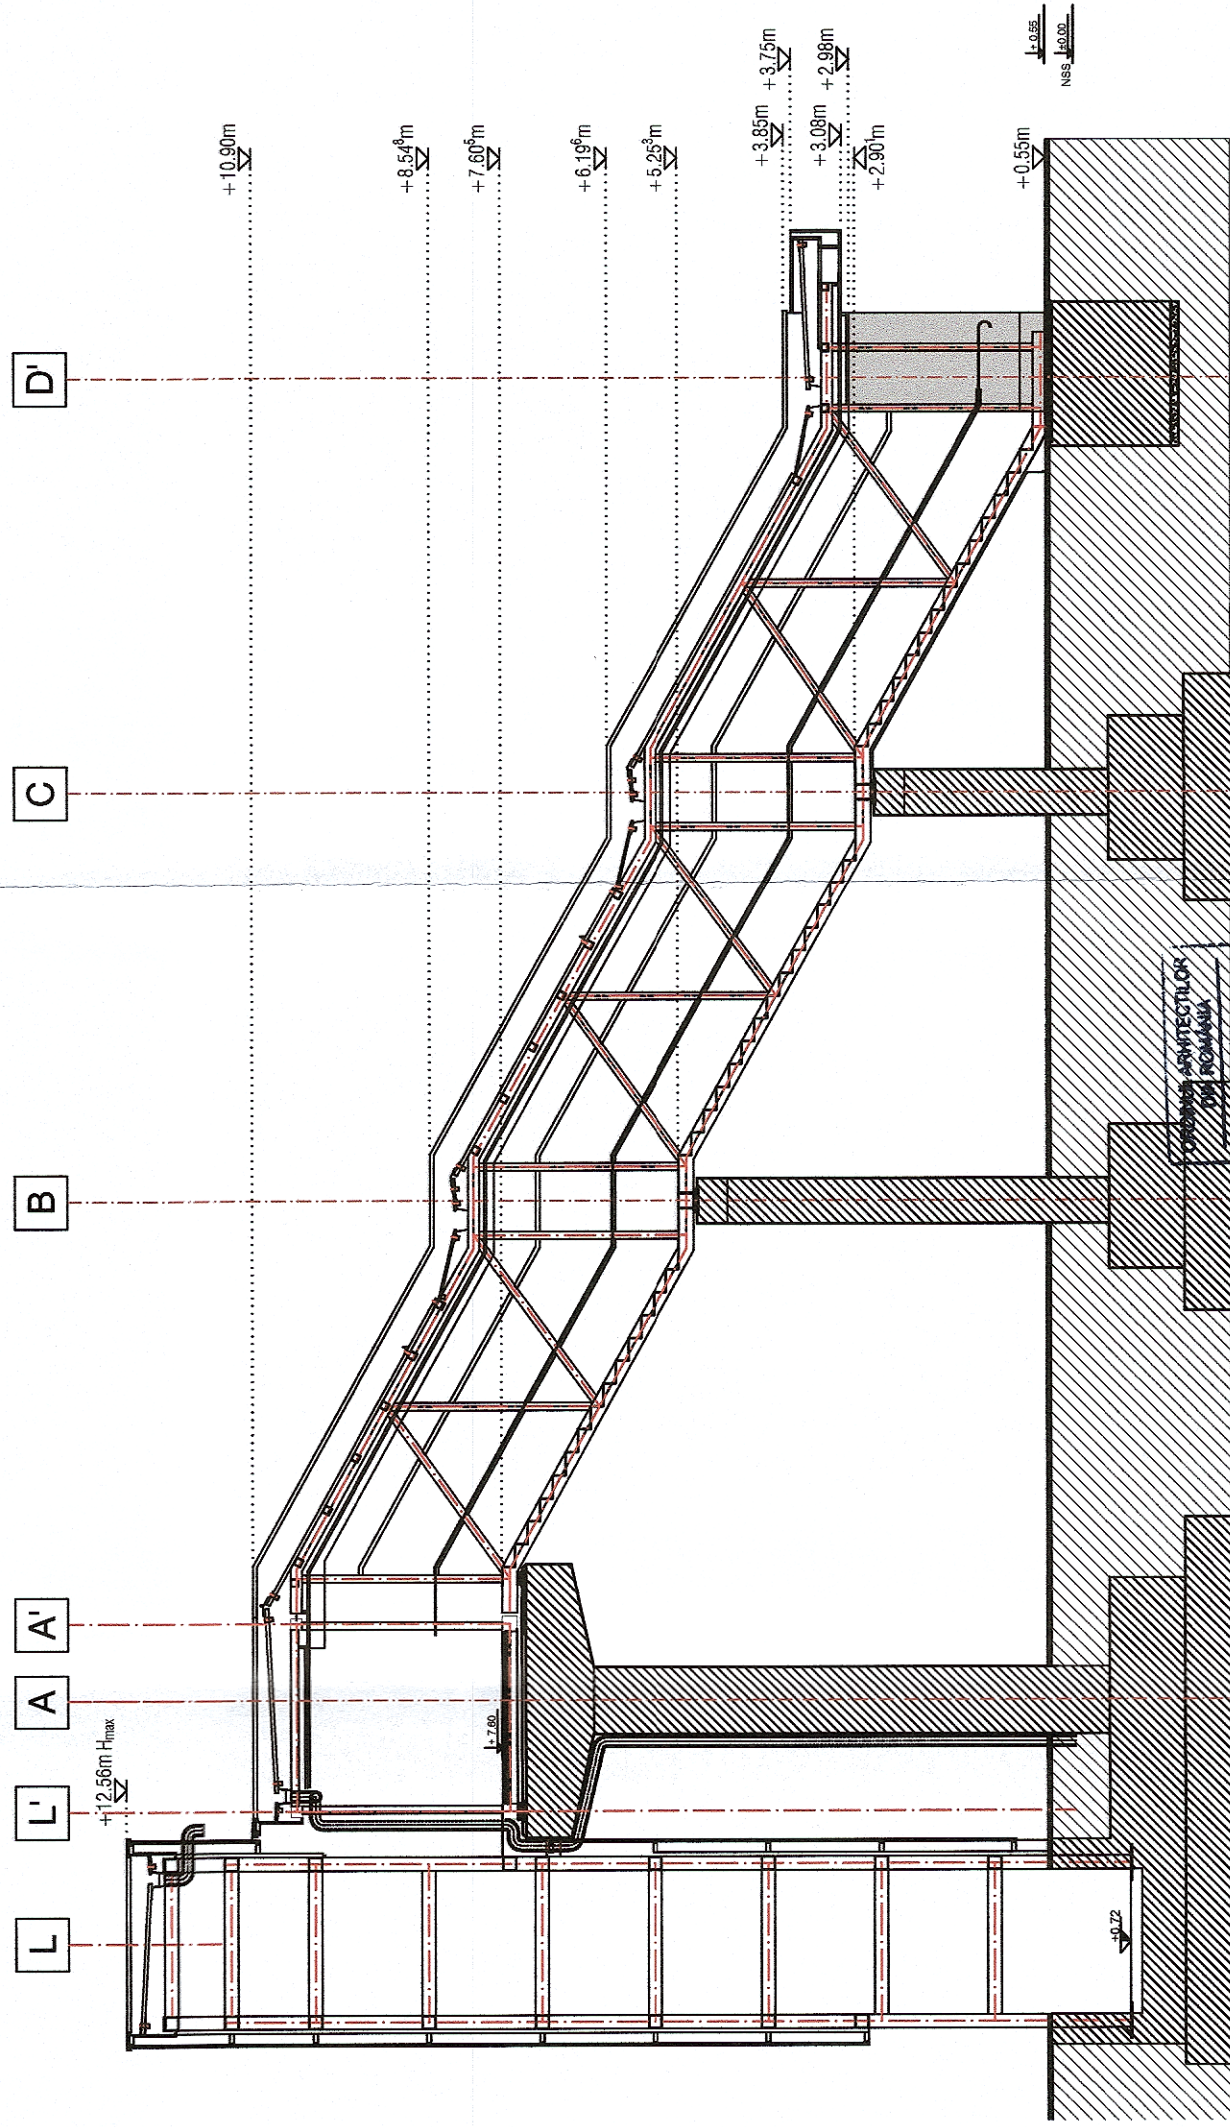 L
L'
A
A'
B
C
D'
+12.56m Hmax
+10.90m
+8.54⁸m
+7.60⁵m
+6.19⁶m
+5.25³m
+3.85m
+3.75m
+3.08m
+2.98m
+2.90¹m
+0.55m
+0.55
NSS ±0.00
+7.60
+0.72
ORDINUL ARHITECTILOR
DIN ROMANIA